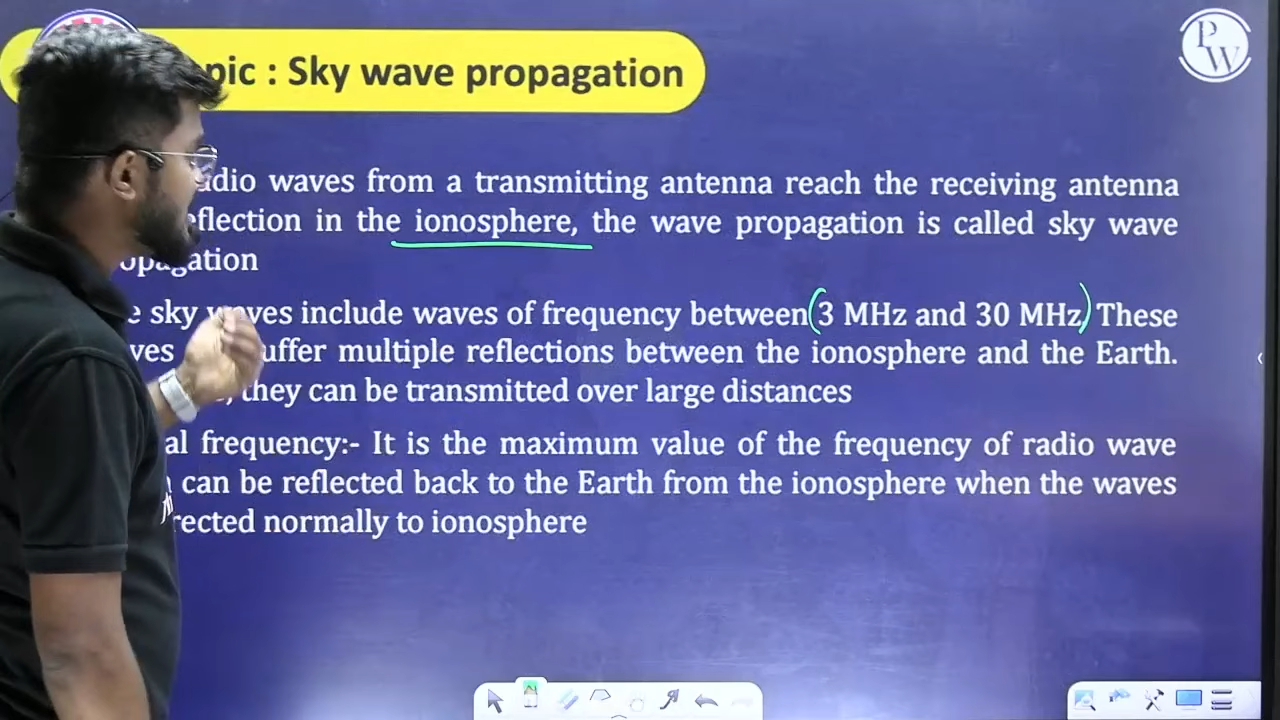 pic : Sky wave propagation
PW
adio waves from a transmitting antenna reach the receiving antenna
eflection in the ionosphere, the wave propagation is called sky wave
opagation
e sky waves include waves of frequency between (3 MHz and 30 MHz) These
ves uffer multiple reflections between the ionosphere and the Earth.
they can be transmitted over large distances
al frequency:- It is the maximum value of the frequency of radio wave
can be reflected back to the Earth from the ionosphere when the waves
rected normally to ionosphere